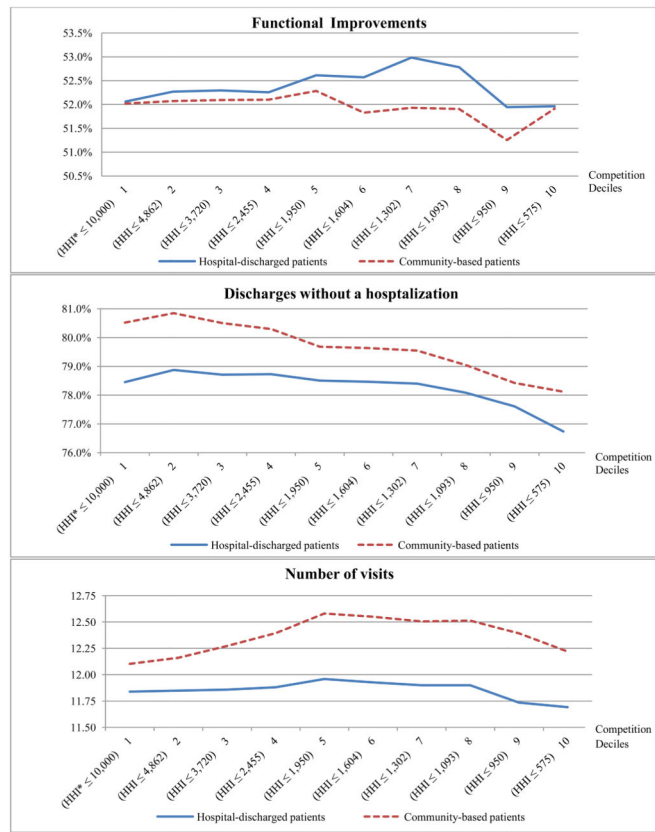 Functional Improvements
53.5%
53.0%
52.5%
52.0%
51.5%
51.0%
50.5%
Competition
Deciles
1
(HHI* ≤ 10,000)
2
(HHI ≤ 4,862)
3
(HHI ≤ 3,720)
4
(HHI ≤ 2,455)
5
(HHI ≤ 1,950)
6
(HHI ≤ 1,604)
7
(HHI ≤ 1,302)
8
(HHI ≤ 1,093)
9
(HHI ≤ 950)
10
(HHI ≤ 575)
Hospital-discharged patients
Community-based patients
Discharges without a hosptalization
81.0%
80.0%
79.0%
78.0%
77.0%
76.0%
Competition
Deciles
1
(HHI* ≤ 10,000)
2
(HHI ≤ 4,862)
3
(HHI ≤ 3,720)
4
(HHI ≤ 2,455)
5
(HHI ≤ 1,950)
6
(HHI ≤ 1,604)
7
(HHI ≤ 1,302)
8
(HHI ≤ 1,093)
9
(HHI ≤ 950)
10
(HHI ≤ 575)
Hospital-discharged patients
Community-based patients
Number of visits
12.75
12.50
12.25
12.00
11.75
11.50
Competition
Deciles
1
(HHI* ≤ 10,000)
2
(HHI ≤ 4,862)
3
(HHI ≤ 3,720)
4
(HHI ≤ 2,455)
5
(HHI ≤ 1,950)
6
(HHI ≤ 1,604)
7
(HHI ≤ 1,302)
8
(HHI ≤ 1,093)
9
(HHI ≤ 950)
10
(HHI ≤ 575)
Hospital-discharged patients
Community-based patients